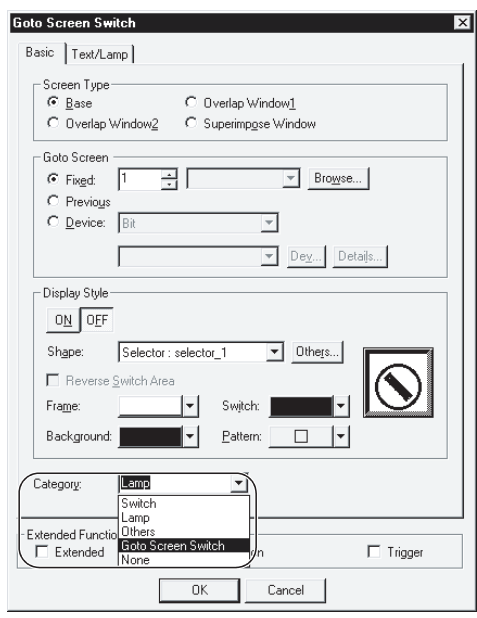 Goto Screen Switch
Basic Text/Lamp
Screen Type
Base Overlap Window1
Overlap Window2 Superimpose Window
Goto Screen
Fixed: 1 Browse...
Previous
Device: Bit
Dev... Details...
Display Style
ON OFF
Shape: Selector : selector_1 Others...
Reverse Switch Area
Frame: Switch:
Background: Pattern:
Category: Lamp
Switch
Lamp
Others
Goto Screen Switch
None
Extended Functio
Extended on Trigger
OK Cancel